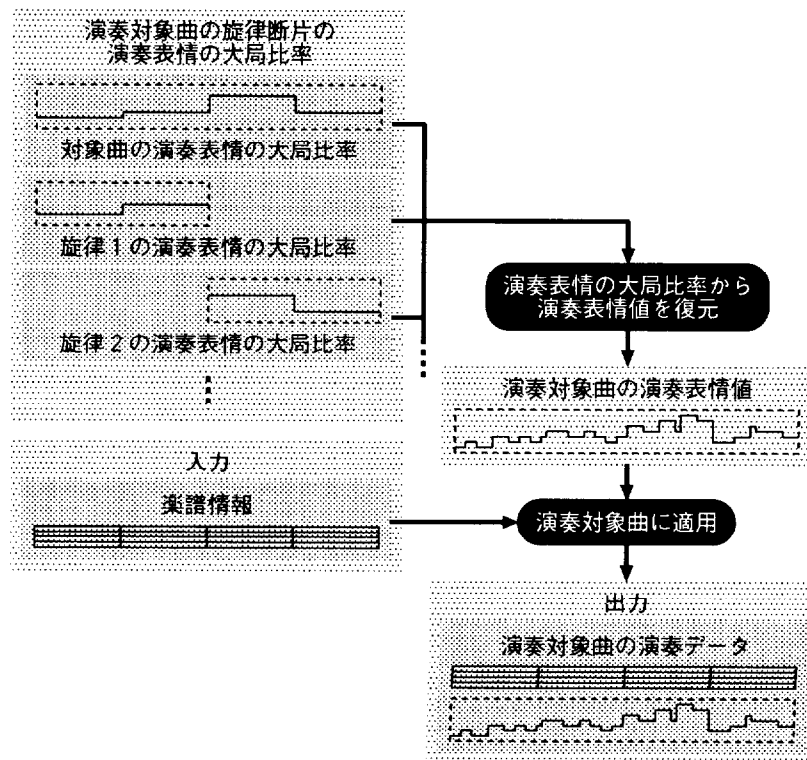 演奏対象曲の旋律断片の
演奏表情の大局比率
対象曲の演奏表情の大局比率
旋律1の演奏表情の大局比率
旋律2の演奏表情の大局比率
演奏表情の大局比率から
演奏表情値を復元
演奏対象曲の演奏表情値
入力
楽譜情報
演奏対象曲に適用
出力
演奏対象曲の演奏データ